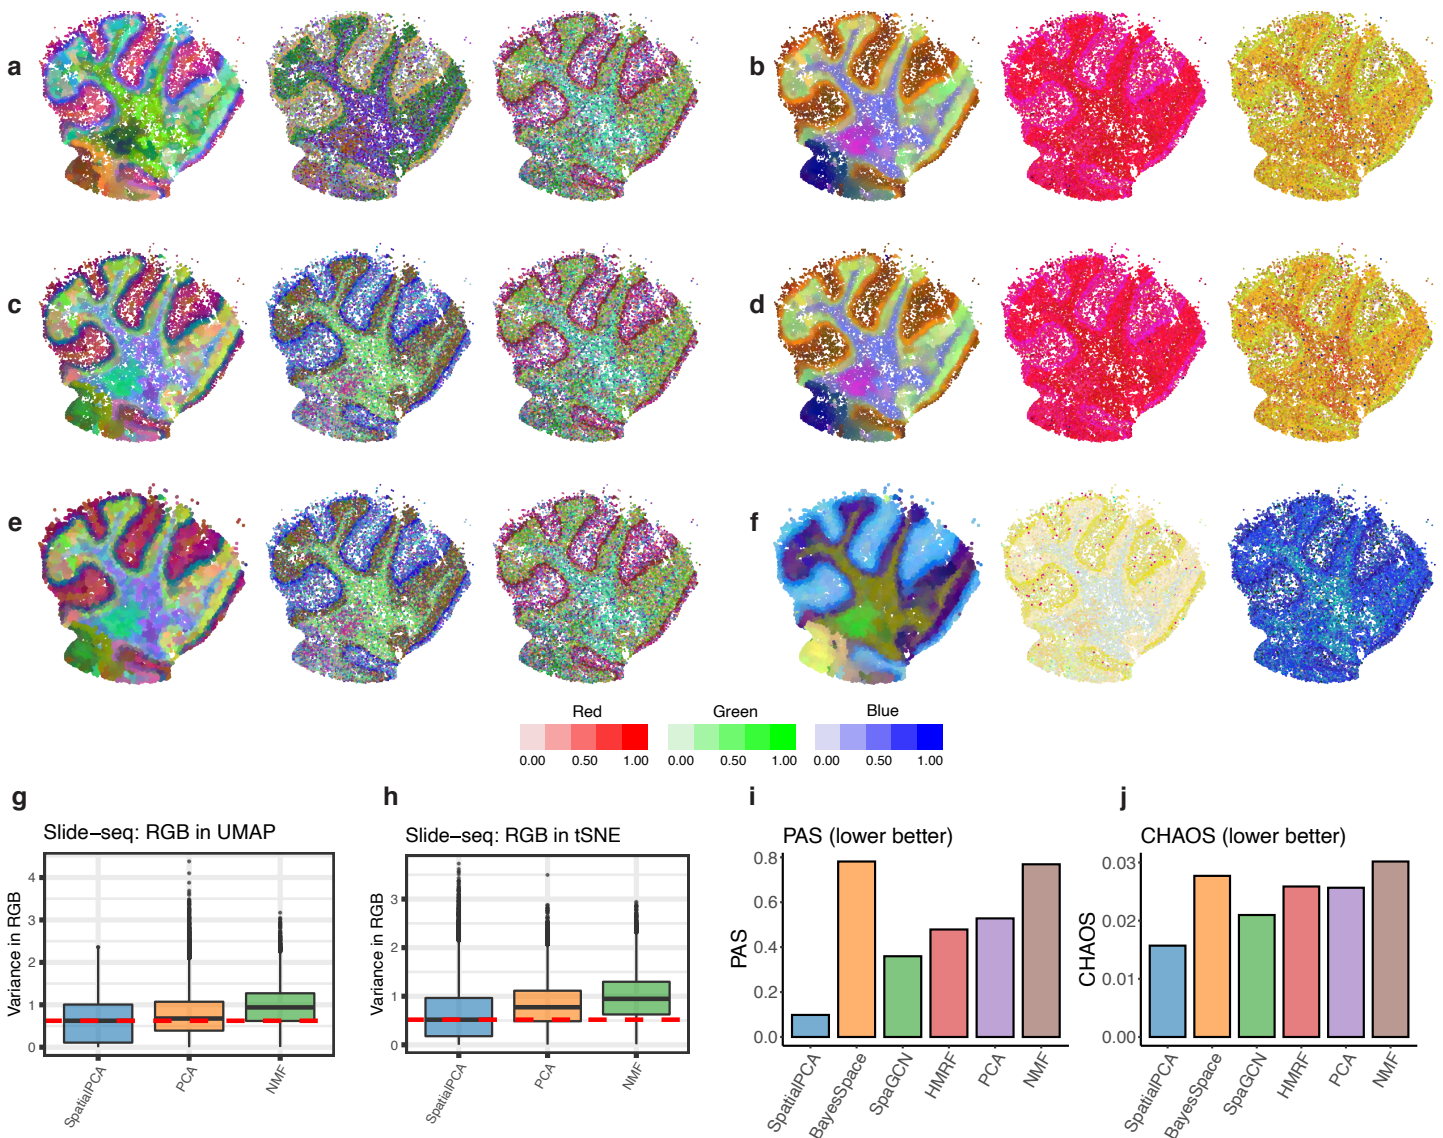 a
b
c
d
e
f
Red
Green
Blue
0.00 0.50 1.00
0.00 0.50 1.00
0.00 0.50 1.00
g
Slide–seq: RGB in UMAP
Variance in RGB
4
3
2
1
0
SpatialPCA
PCA
NMF
h
Slide–seq: RGB in tSNE
Variance in RGB
3
2
1
0
SpatialPCA
PCA
NMF
i
PAS (lower better)
PAS
0.8
0.6
0.4
0.2
0.0
SpatialPCA
BayesSpace
SpaGCN
HMRF
PCA
NMF
j
CHAOS (lower better)
CHAOS
0.03
0.02
0.01
0.00
SpatialPCA
BayesSpace
SpaGCN
HMRF
PCA
NMF